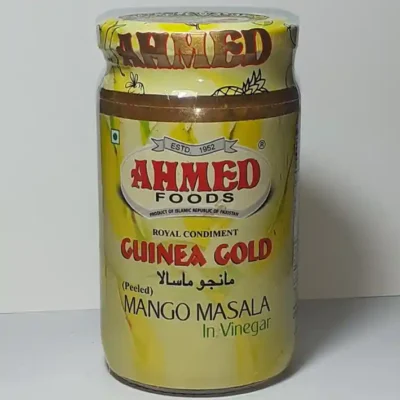 AHMED
ESTD. 1952
AHMED
®
FOODS
PRODUCT OF ISLAMIC REPUBLIC OF PAKISTAN
ROYAL CONDIMENT
GUINEA GOLD
مانجو ماسالا
(Peeled)
MANGO MASALA
In Vinegar